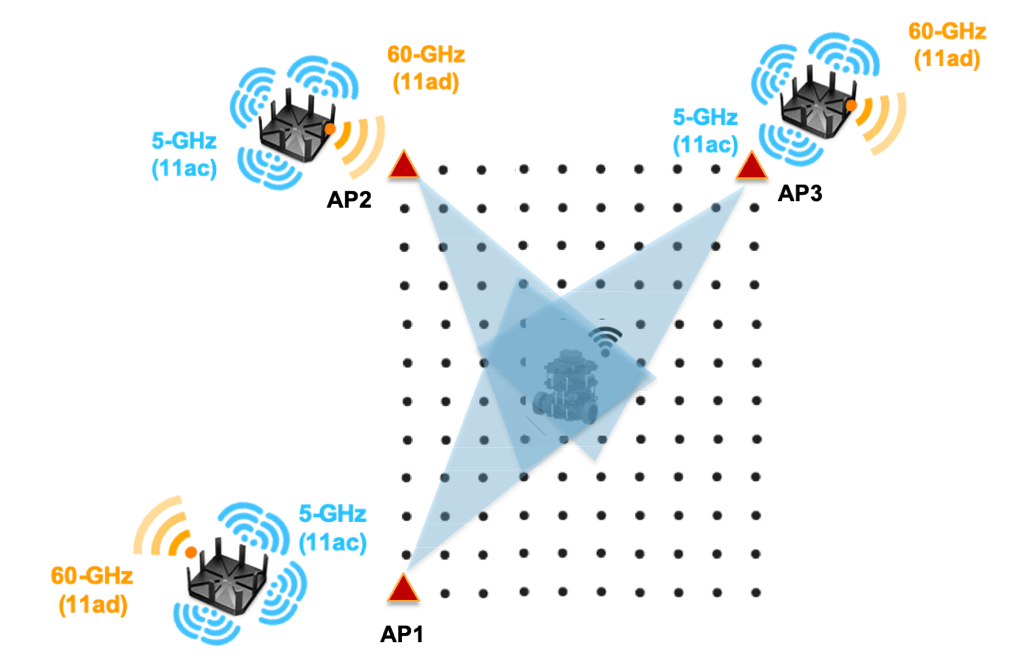 60-GHz
(11ad)
5-GHz
(11ac)
AP2
60-GHz
(11ad)
5-GHz
(11ac)
AP3
5-GHz
(11ac)
60-GHz
(11ad)
AP1